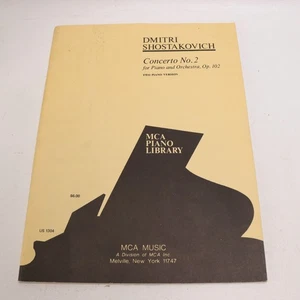 DMITRI
SHOSTAKOVICH
Concerto No. 2
for Piano and Orchestra, Op. 102
MCA
PIANO
LIBRARY
MCA MUSIC
A Division of MCA Inc
Melville, New York 11747